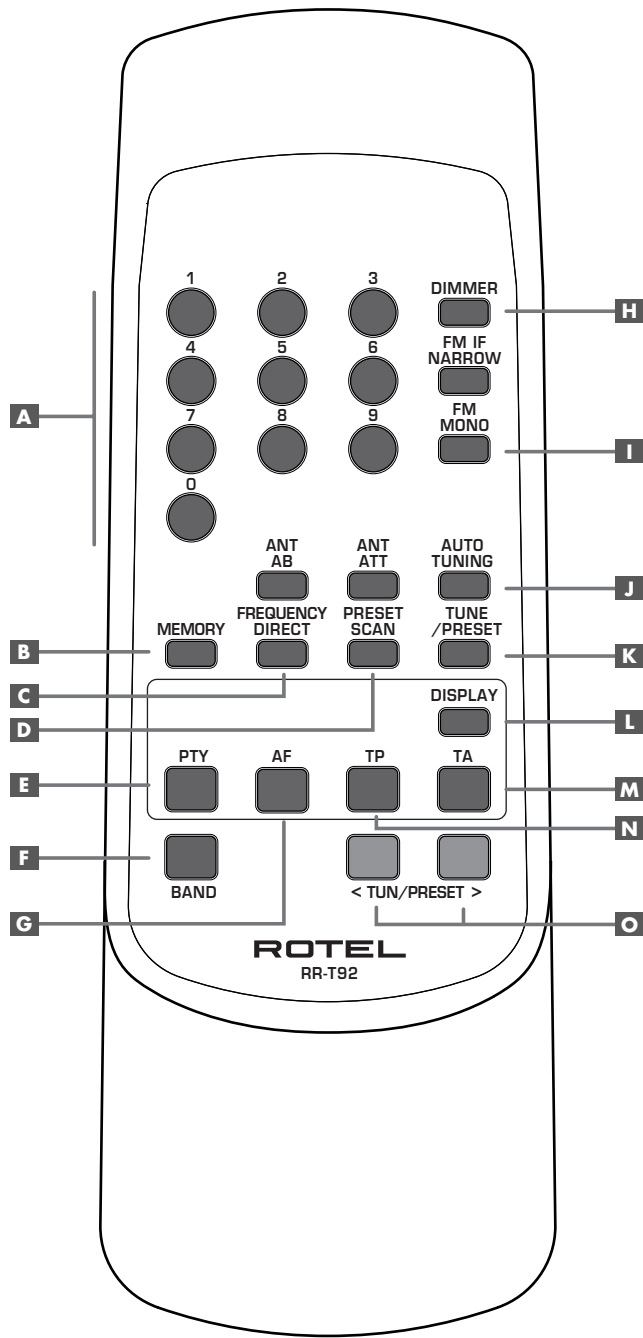 1 2 3 DIMMER
H
FM IF
4 5 6 NARROW
A
7 8 9 FM
MONO
I
0
ANT ANT AUTO
AB ATT TUNING
J
FREQUENCY PRESET TUNE
MEMORY DIRECT SCAN /PRESET
B K
C
DISPLAY
D L
PTY AF TP TA
E M
N
F
BAND < TUN/PRESET >
G O
ROTEL
RR-T92